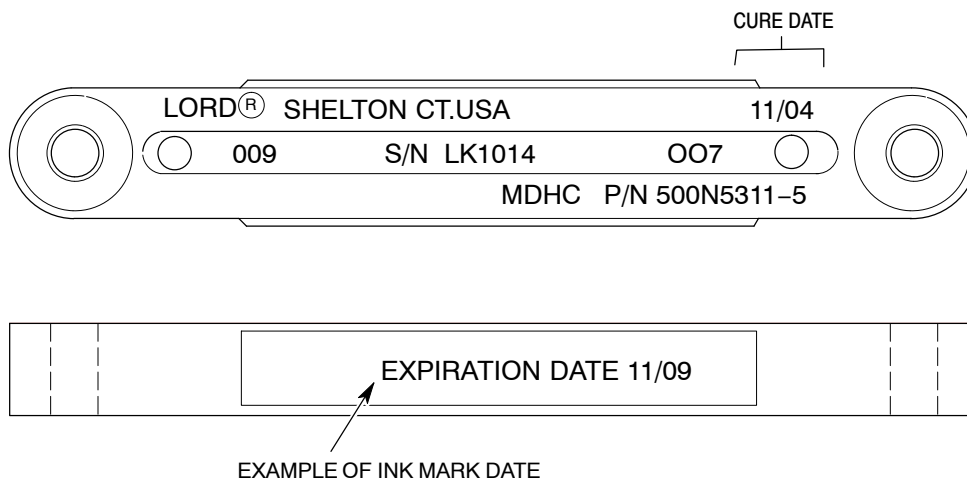 CURE DATE
LORD® SHELTON CT.USA 11/04
009 S/N LK1014 OO7
MDHC P/N 500N5311-5
EXPIRATION DATE 11/09
EXAMPLE OF INK MARK DATE